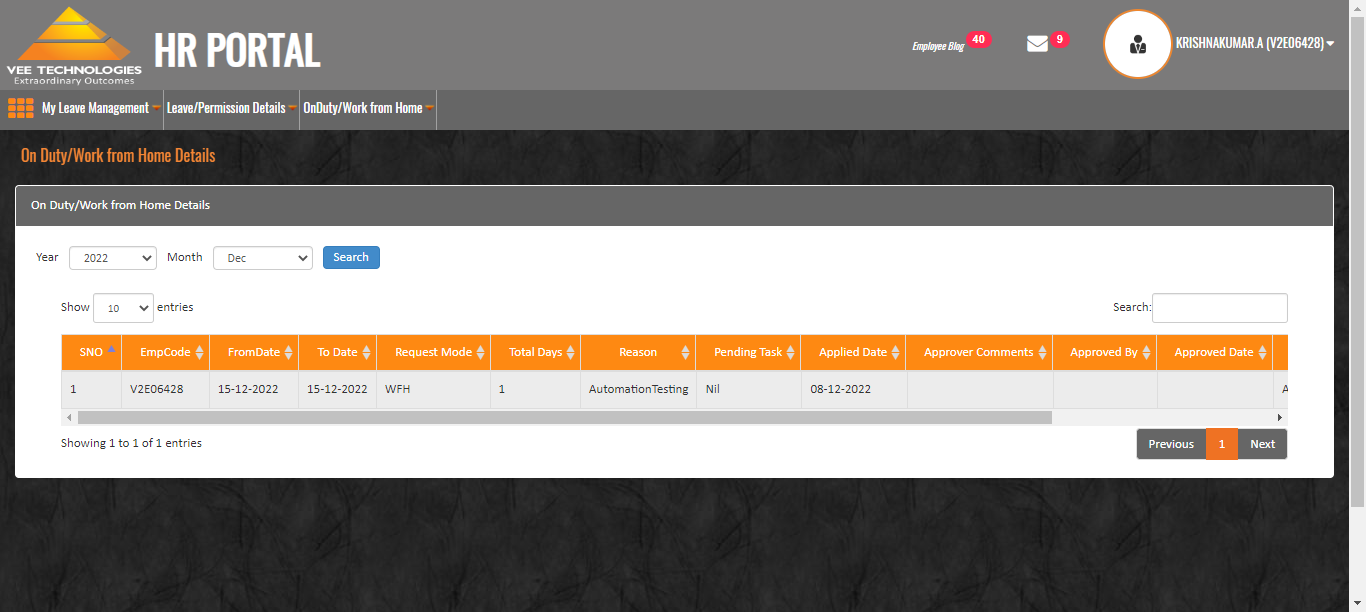 VEE TECHNOLOGIES
Extraordinary Outcomes
HR PORTAL
Employee Blog 40
9
KRISHNAKUMAR.A (V2E06428)
My Leave Management
Leave/Permission Details
OnDuty/Work from Home
On Duty/Work from Home Details
On Duty/Work from Home Details
Year 2022 Month Dec Search
Show 10 entries Search:
SNO EmpCode FromDate To Date Request Mode Total Days Reason Pending Task Applied Date Approver Comments Approved By Approved Date
1 V2E06428 15-12-2022 15-12-2022 WFH 1 AutomationTesting Nil 08-12-2022
Showing 1 to 1 of 1 entries Previous 1 Next